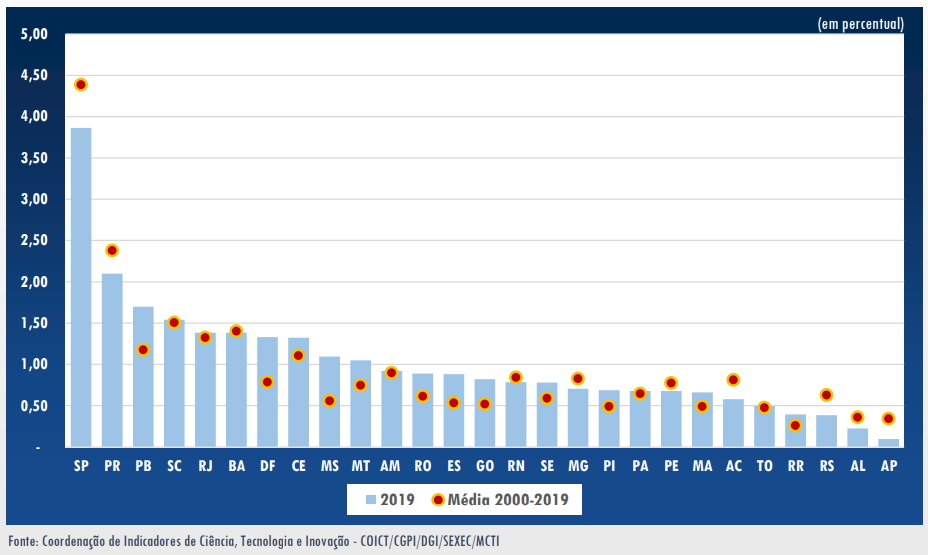 (em percentual)
5,00
4,50
4,00
3,50
3,00
2,50
2,00
1,50
1,00
0,50
-
SP PR PB SC RJ BA DF CE MS MT AM RO ES GO RN SE MG PI PA PE MA AC TO RR RS AL AP
2019 Média 2000-2019
Fonte: Coordenação de Indicadores de Ciência, Tecnologia e Inovação - COICT/CGPI/DGI/SEXEC/MCTI